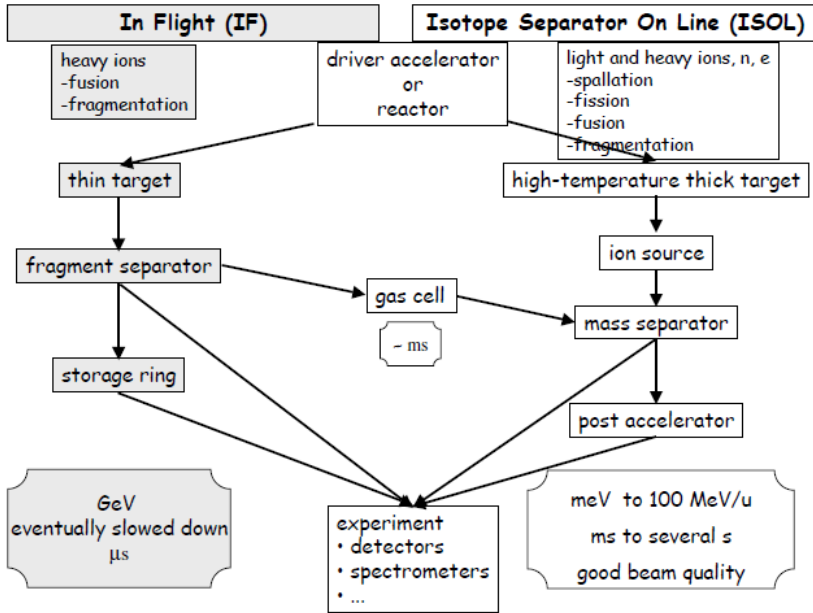 In Flight (IF)
Isotope Separator On Line (ISOL)
heavy ions
-fusion
-fragmentation
driver accelerator
or
reactor
light and heavy ions, n, e
-spallation
-fission
-fusion
-fragmentation
thin target
high-temperature thick target
fragment separator
ion source
gas cell
mass separator
~ ms
storage ring
post accelerator
GeV
eventually slowed down
μs
experiment
• detectors
• spectrometers
• ...
meV to 100 MeV/u
ms to several s
good beam quality